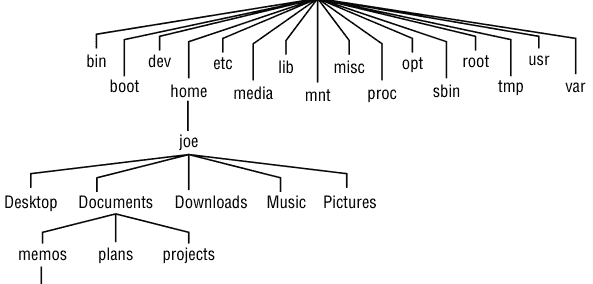 bin dev etc lib misc opt root usr
boot home media mnt proc sbin tmp var
joe
Desktop Documents Downloads Music Pictures
memos plans projects